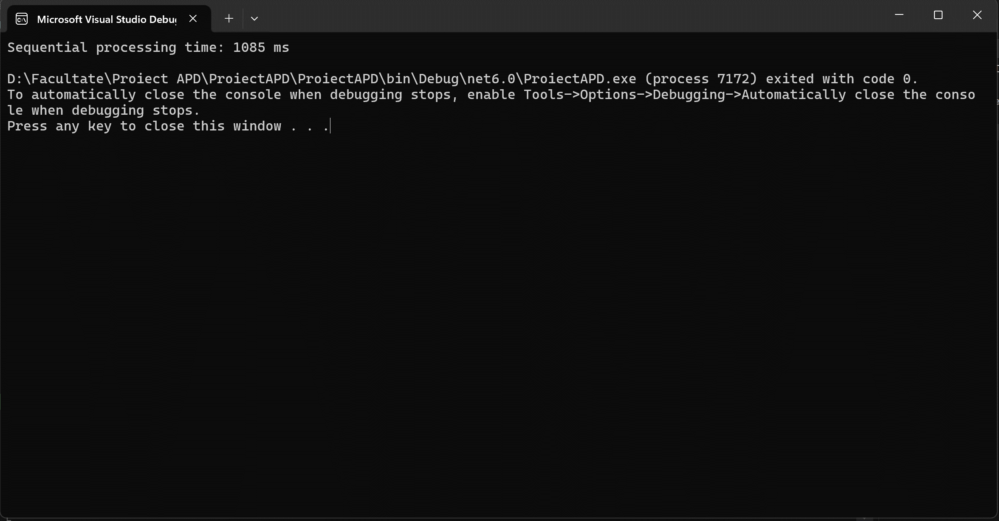 Microsoft Visual Studio Debu
Sequential processing time: 1085 ms
D:\Facultate\Proiect APD\ProiectAPD\ProiectAPD\bin\Debug\net6.0\ProiectAPD.exe (process 7172) exited with code 0.
To automatically close the console when debugging stops, enable Tools->Options->Debugging->Automatically close the conso
le when debugging stops.
Press any key to close this window . . .